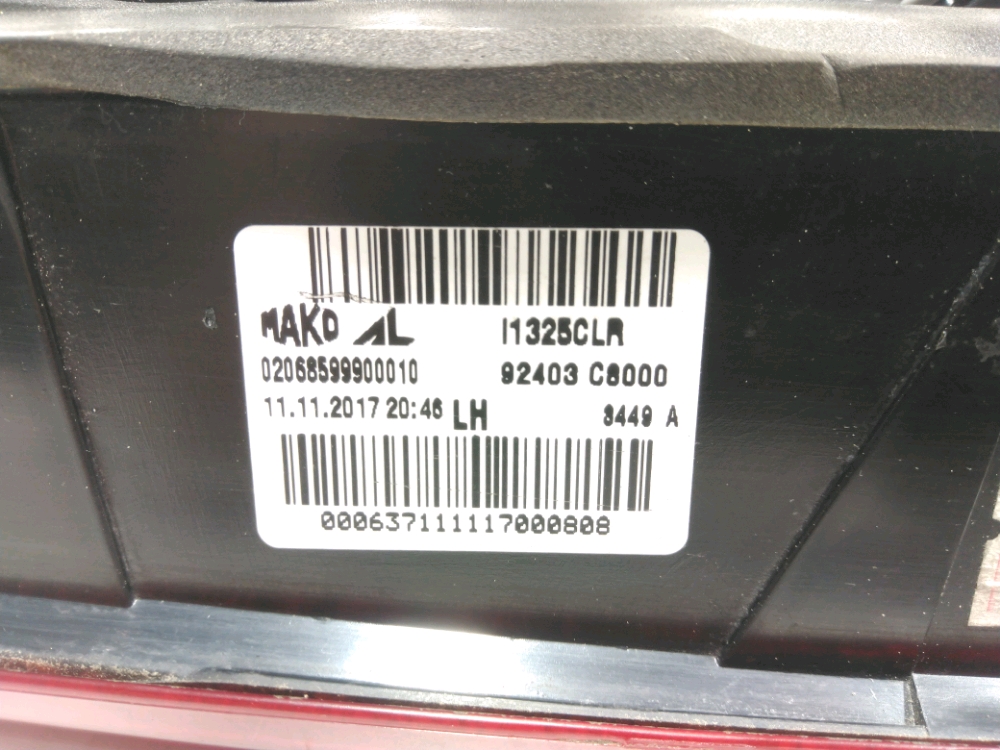 MAKO AL I1325CLR
02068599900010 92403 C8000
11.11.2017 20:46 LH 3449 A
000637111117000808